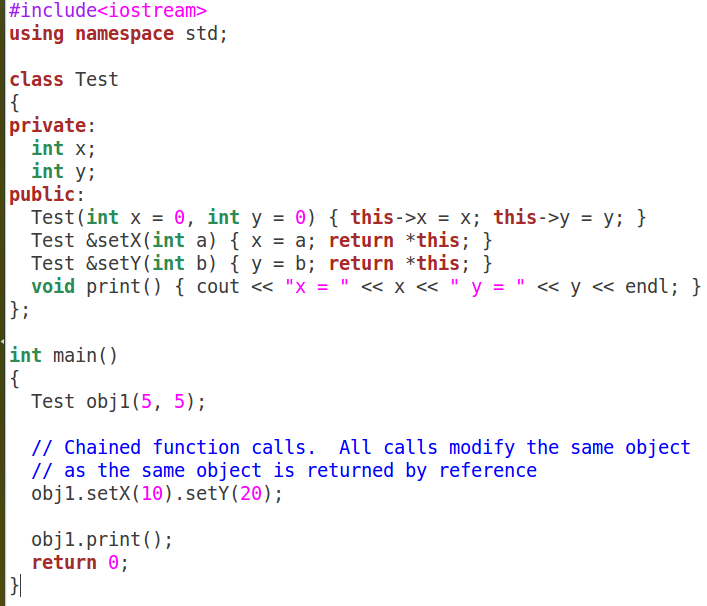 #include<iostream>
using namespace std;
class Test
{
private:
int x;
int y;
public:
Test(int x = 0, int y = 0) { this->x = x; this->y = y; }
Test &setX(int a) { x = a; return *this; }
Test &setY(int b) { y = b; return *this; }
void print() { cout << "x = " << x << " y = " << y << endl; }
};
int main()
{
Test obj1(5, 5);
// Chained function calls.  All calls modify the same object
// as the same object is returned by reference
obj1.setX(10).setY(20);
obj1.print();
return 0;
}